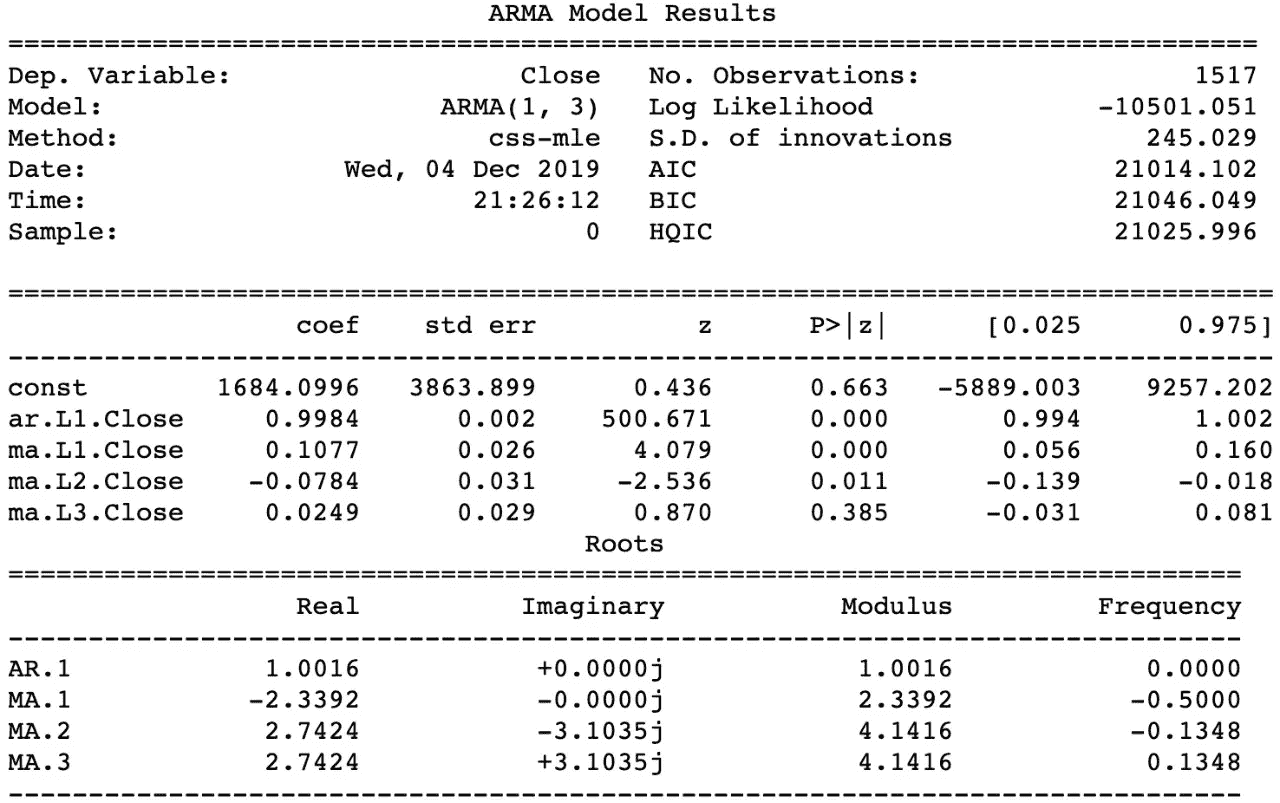 ARMA Model Results
==============================================================================
Dep. Variable: Close No. Observations: 1517
Model: ARMA(1, 3) Log Likelihood -10501.051
Method: css-mle S.D. of innovations 245.029
Date: Wed, 04 Dec 2019 AIC 21014.102
Time: 21:26:12 BIC 21046.049
Sample: 0 HQIC 21025.996
===============================================================================
coef std err z P>|z| [0.025 0.975]
-------------------------------------------------------------------------------
const 1684.0996 3863.899 0.436 0.663 -5889.003 9257.202
ar.L1.Close 0.9984 0.002 500.671 0.000 0.994 1.002
ma.L1.Close 0.1077 0.026 4.079 0.000 0.056 0.160
ma.L2.Close -0.0784 0.031 -2.536 0.011 -0.139 -0.018
ma.L3.Close 0.0249 0.029 0.870 0.385 -0.031 0.081
Roots
=============================================================================
Real Imaginary Modulus Frequency
-----------------------------------------------------------------------------
AR.1 1.0016 +0.0000j 1.0016 0.0000
MA.1 -2.3392 -0.0000j 2.3392 -0.5000
MA.2 2.7424 -3.1035j 4.1416 -0.1348
MA.3 2.7424 +3.1035j 4.1416 0.1348
-----------------------------------------------------------------------------